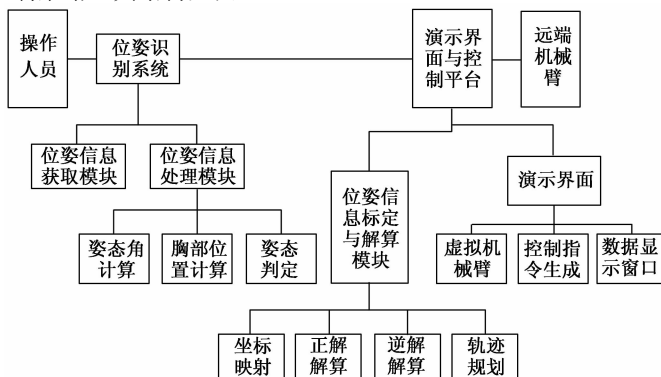 操作
人员
位姿识
别系统
演示界
面与控
制平台
远端
机械
臂
位姿信息
获取模块
位姿信息
处理模块
位姿信
息标定
与解算
模块
演示界面
姿态角
计算
胸部位
置计算
姿态
判定
虚拟机
械臂
控制指
令生成
数据显
示窗口
坐标
映射
正解
解算
逆解
解算
轨迹
规划